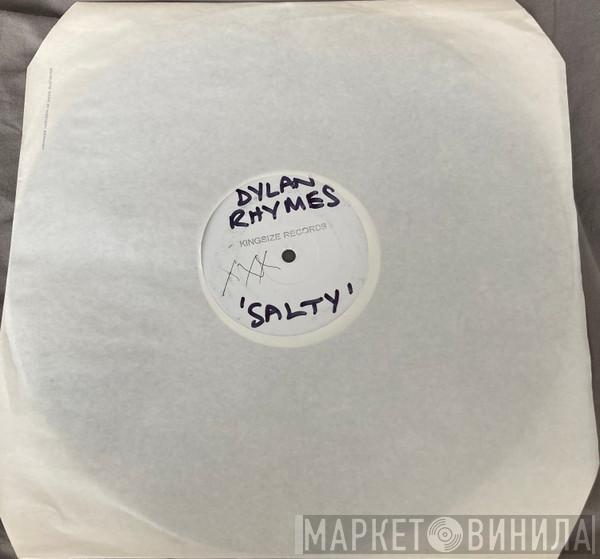 DYLAN
RHYMES
KINGSIZE RECORDS
XXX
'SALTY'
МАРКЕТ ВИНИЛА